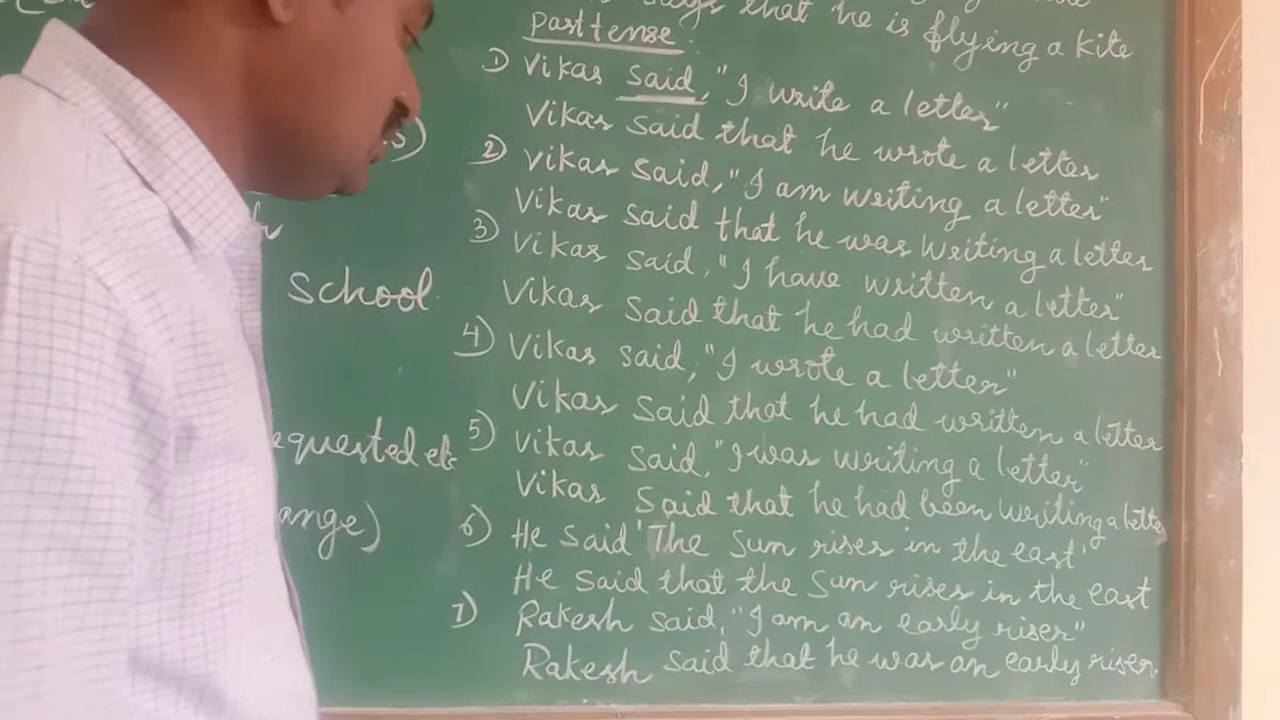 that he is flying a kite
past tense
1) Vikas said, "I write a letter"
Vikas said that he wrote a letter
2) Vikas said, "I am writing a letter"
Vikas said that he was writing a letter
3) Vikas said, "I have written a letter"
Vikas said that he had written a letter
4) Vikas said, "I wrote a letter"
Vikas said that he had written a letter
5) Vikas said, "I was writing a letter"
Vikas said that he had been writing a letter
6) He said 'The Sun rises in the east'
He said that the Sun rises in the east
7) Rakesh said, "I am an early riser"
Rakesh said that he was an early riser.
School.
equested etc
ange)